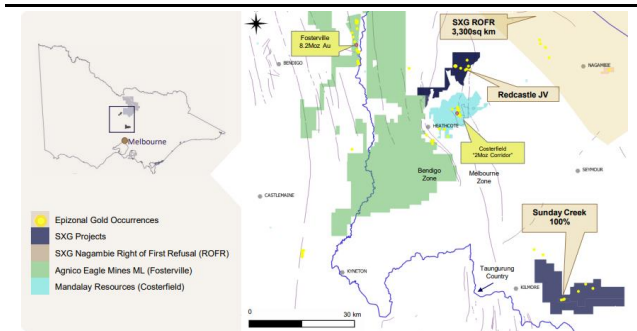 Melbourne
Epizonal Gold Occurrences
SXG Projects
SXG Nagambie Right of First Refusal (ROFR)
Agnico Eagle Mines ML (Fosterville)
Mandalay Resources (Costerfield)
Fosterville
8.2Moz Au
BENDIGO
SXG ROFR
3,300sq km
NAGAMBIE
Redcastle JV
HEATHCOTE
Costerfield
"2Moz Corridor"
Bendigo
Zone
Melbourne
Zone
SEYMOUR
CASTLEMAINE
Sunday Creek
100%
Taungurung
Country
KYNETON
KILMORE
0
30 km